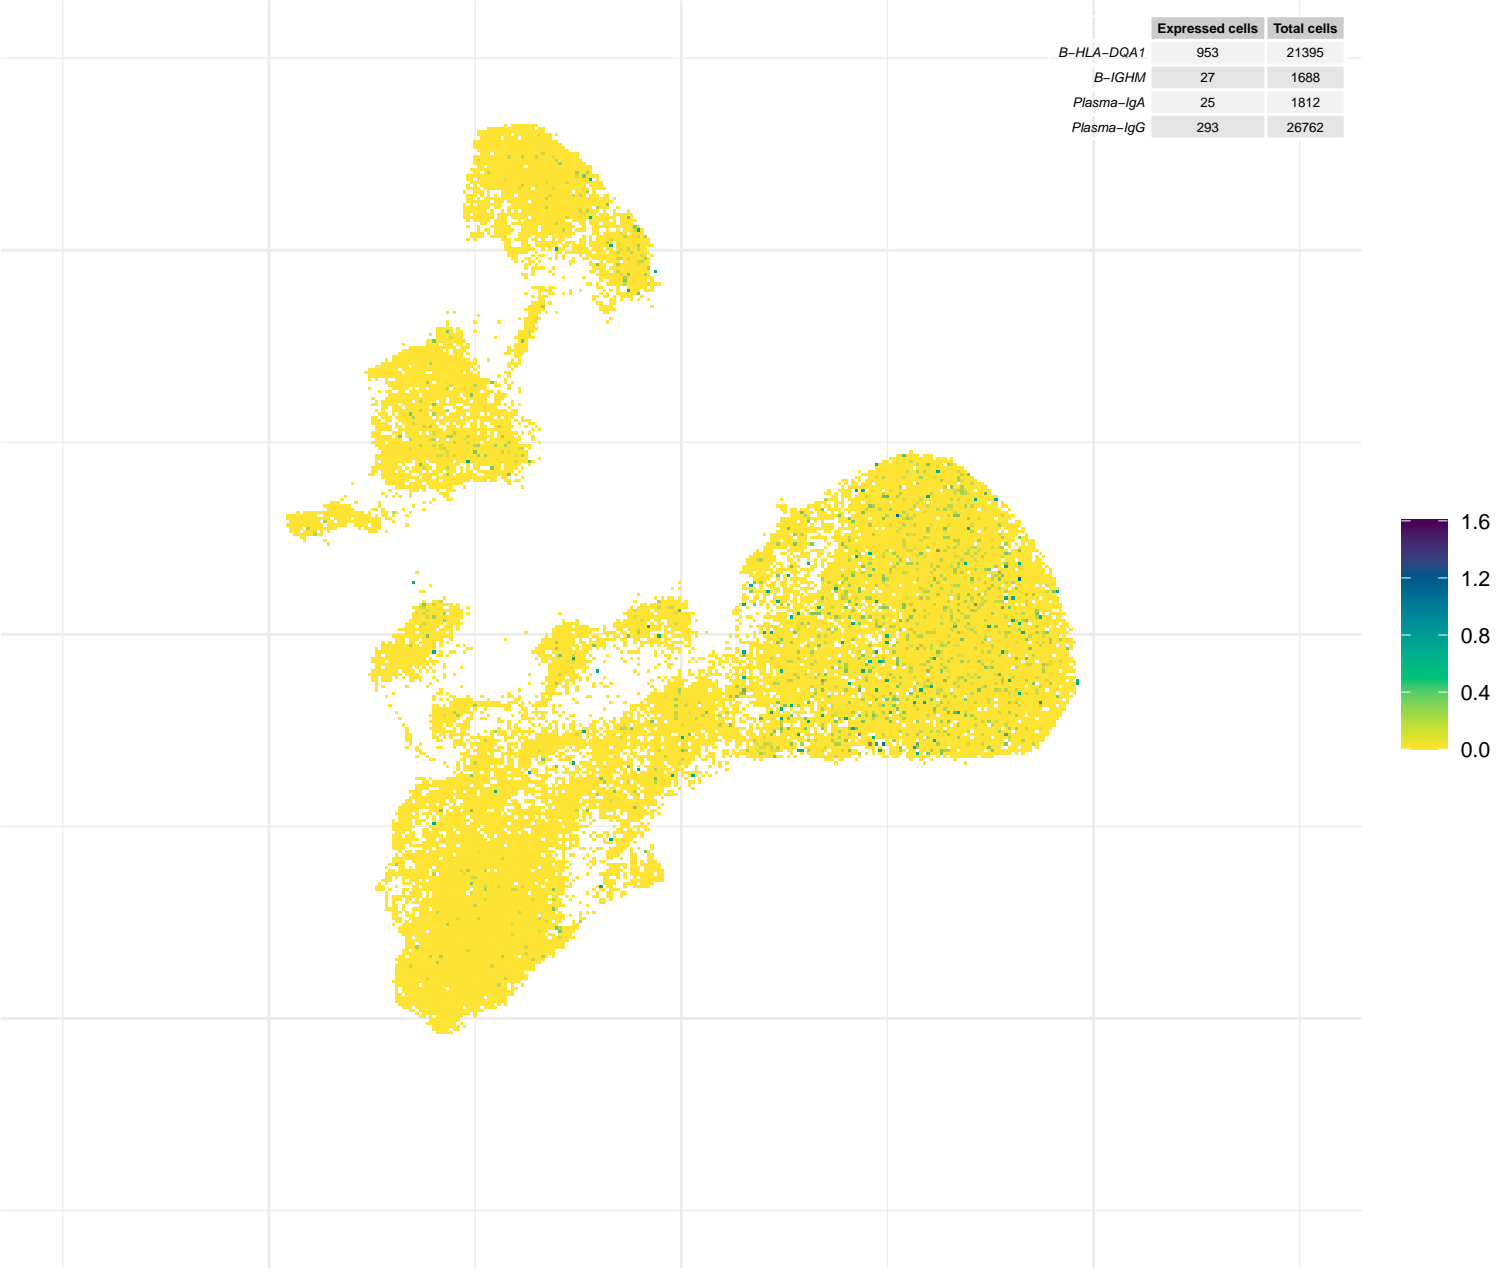 Expressed cells Total cells
B−HLA−DQA1 953 21395
B−IGHM 27 1688
Plasma−IgA 25 1812
Plasma−IgG 293 26762
1.6
1.2
0.8
0.4
0.0